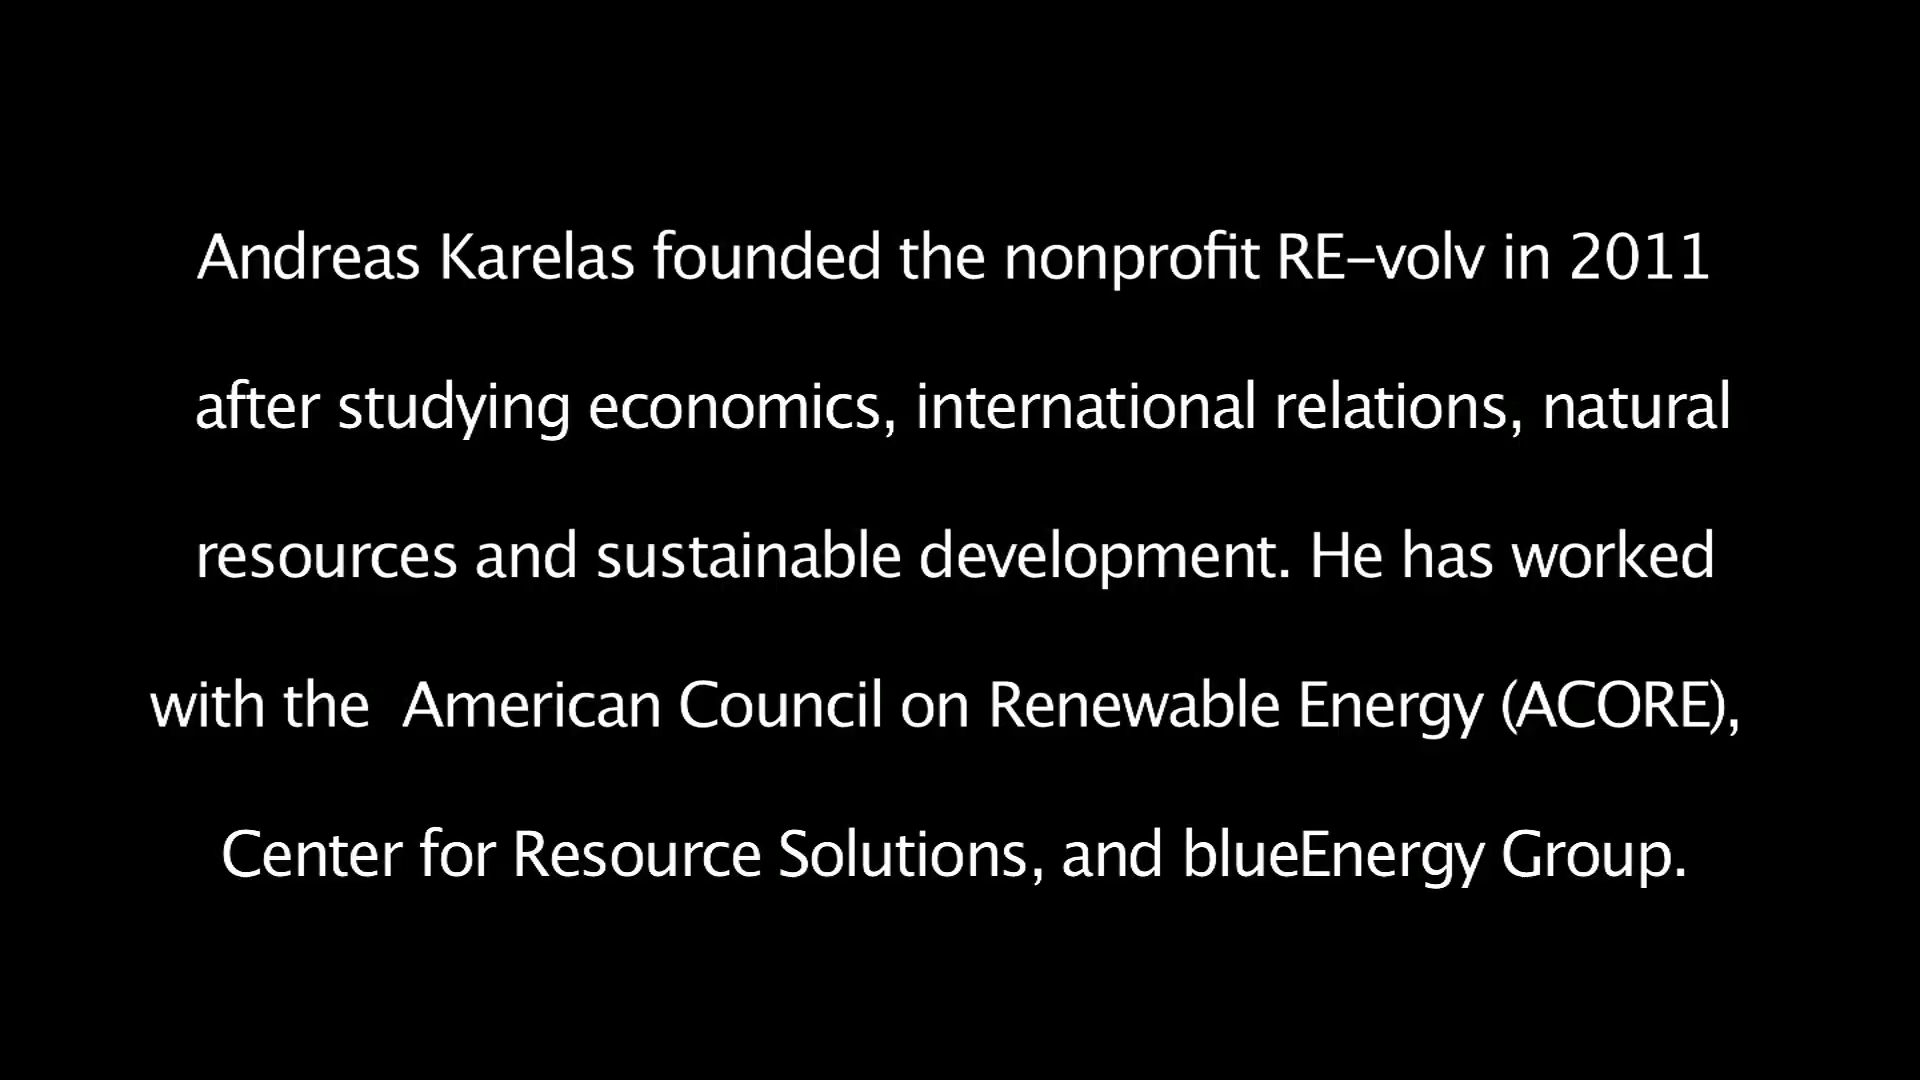 Andreas Karelas founded the nonprofit RE-volv in 2011
after studying economics, international relations, natural
resources and sustainable development. He has worked
with the  American Council on Renewable Energy (ACORE),
Center for Resource Solutions, and blueEnergy Group.